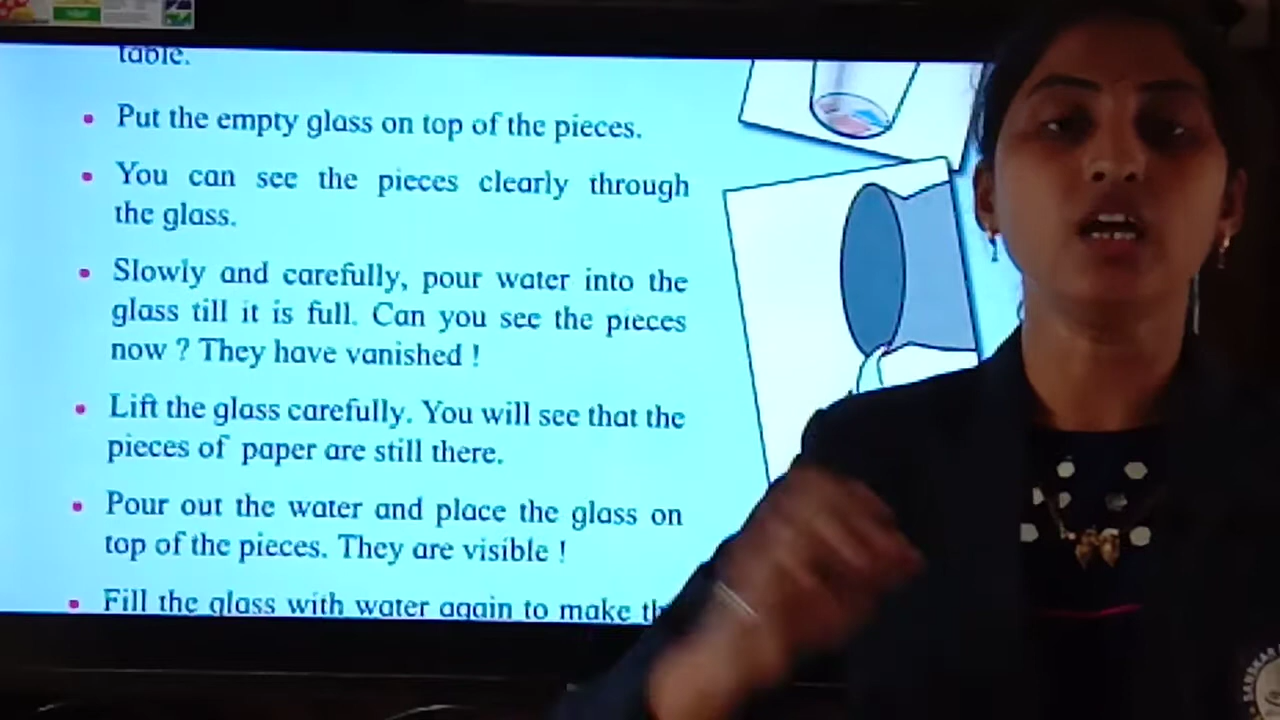 table.
• Put the empty glass on top of the pieces.
• You can see the pieces clearly through
the glass.
• Slowly and carefully, pour water into the
glass till it is full. Can you see the pieces
now ? They have vanished !
• Lift the glass carefully. You will see that the
pieces of paper are still there.
• Pour out the water and place the glass on
top of the pieces. They are visible !
• Fill the glass with water again to make